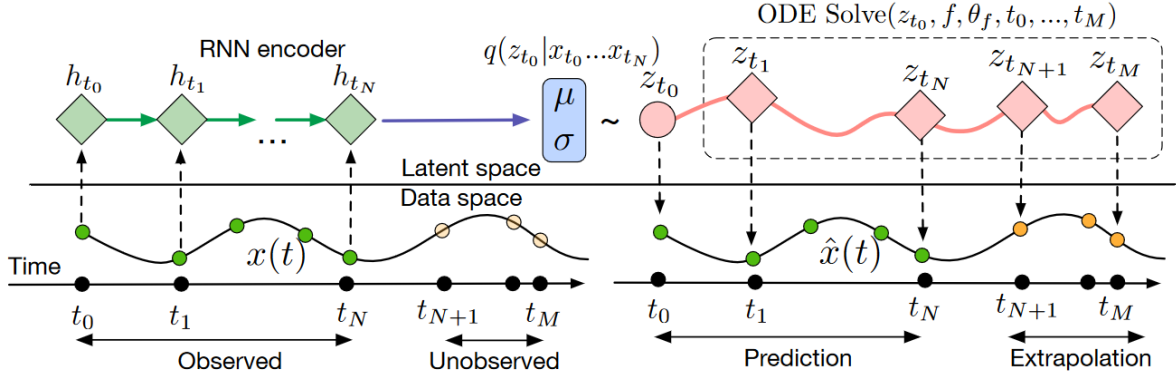 ODE Solve(z_{t_0}, f, θ_f, t_0, ..., t_M)
RNN encoder
q(z_{t_0}|x_{t_0}...x_{t_N})
h_{t_0} h_{t_1} h_{t_N}
...
μ
σ
~
z_{t_0} z_{t_1} z_{t_N} z_{t_{N+1}} z_{t_M}
Latent space
Data space
x(t)
x̂(t)
Time
t_0 t_1 t_N t_{N+1} t_M
Observed Unobserved
t_0 t_1 t_N t_{N+1} t_M
Prediction Extrapolation